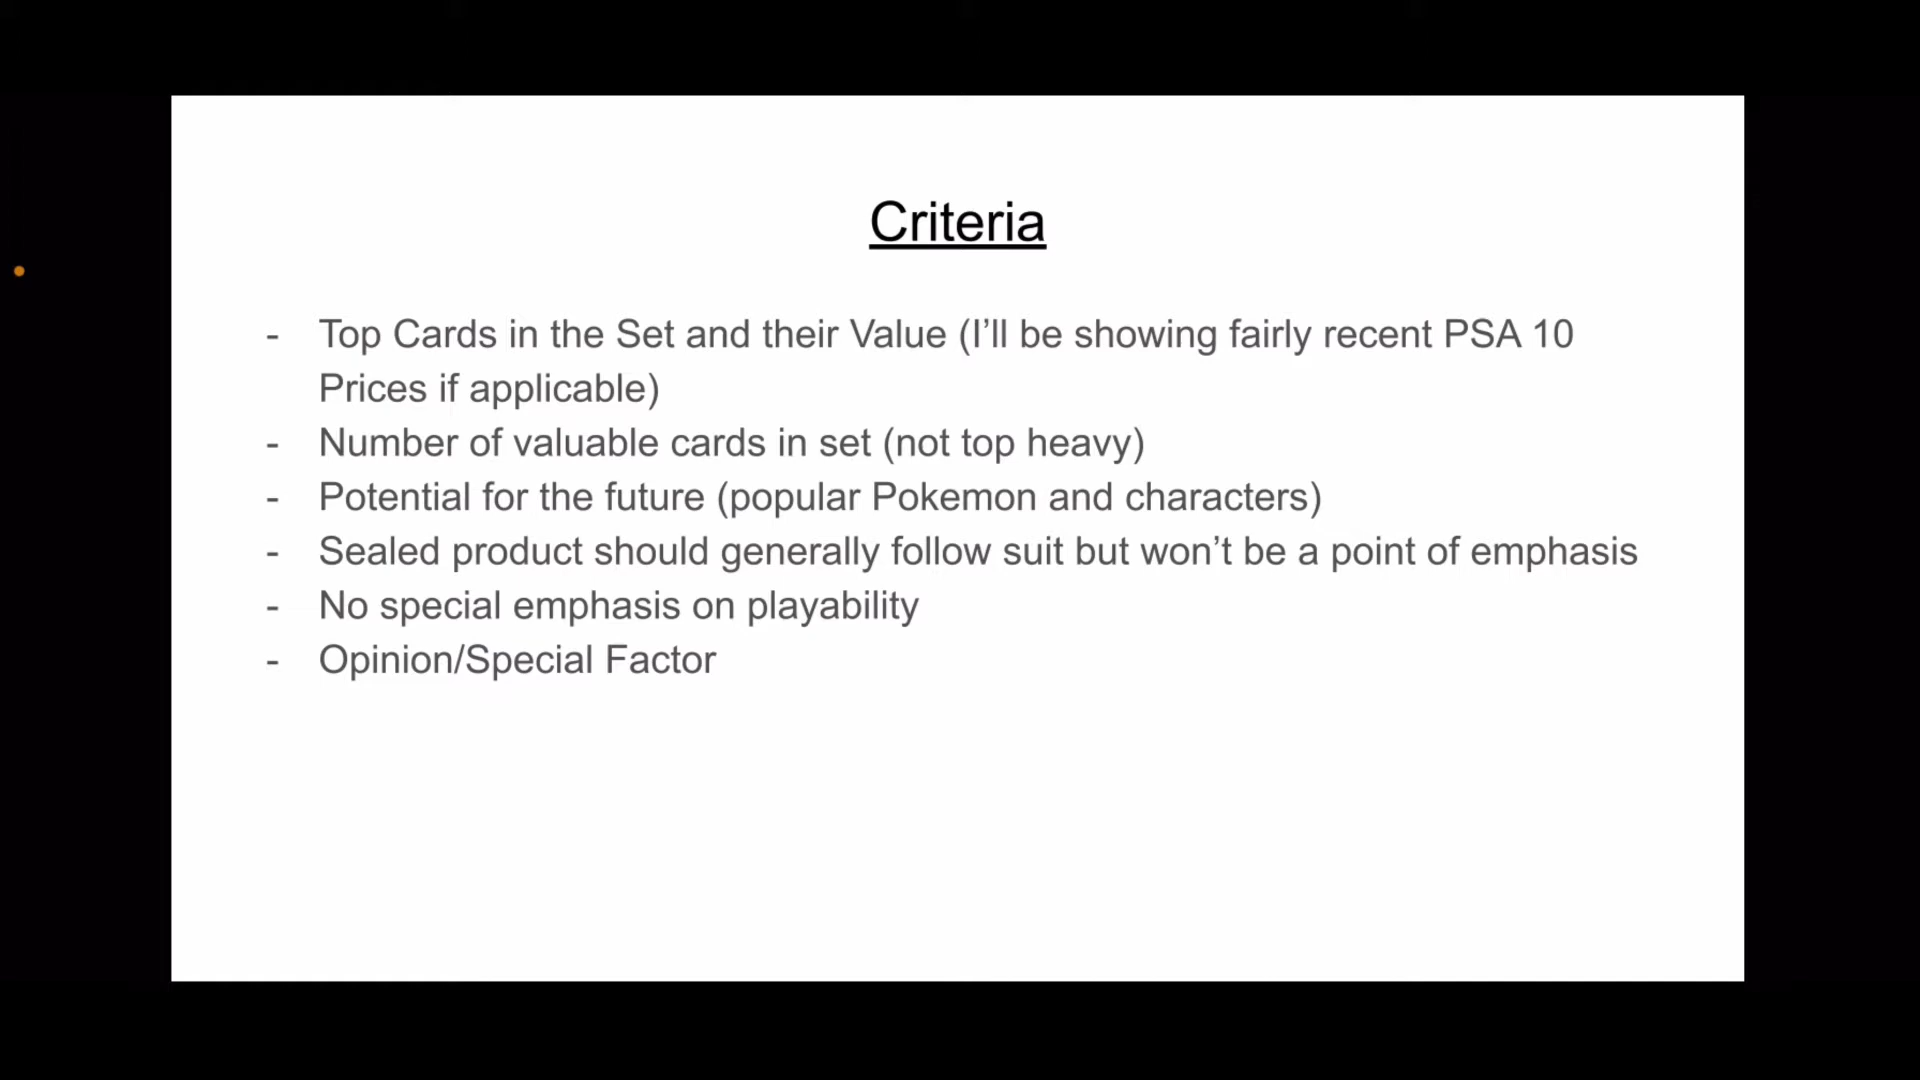 Criteria
- Top Cards in the Set and their Value (I’ll be showing fairly recent PSA 10
Prices if applicable)
- Number of valuable cards in set (not top heavy)
- Potential for the future (popular Pokemon and characters)
- Sealed product should generally follow suit but won’t be a point of emphasis
- No special emphasis on playability
- Opinion/Special Factor